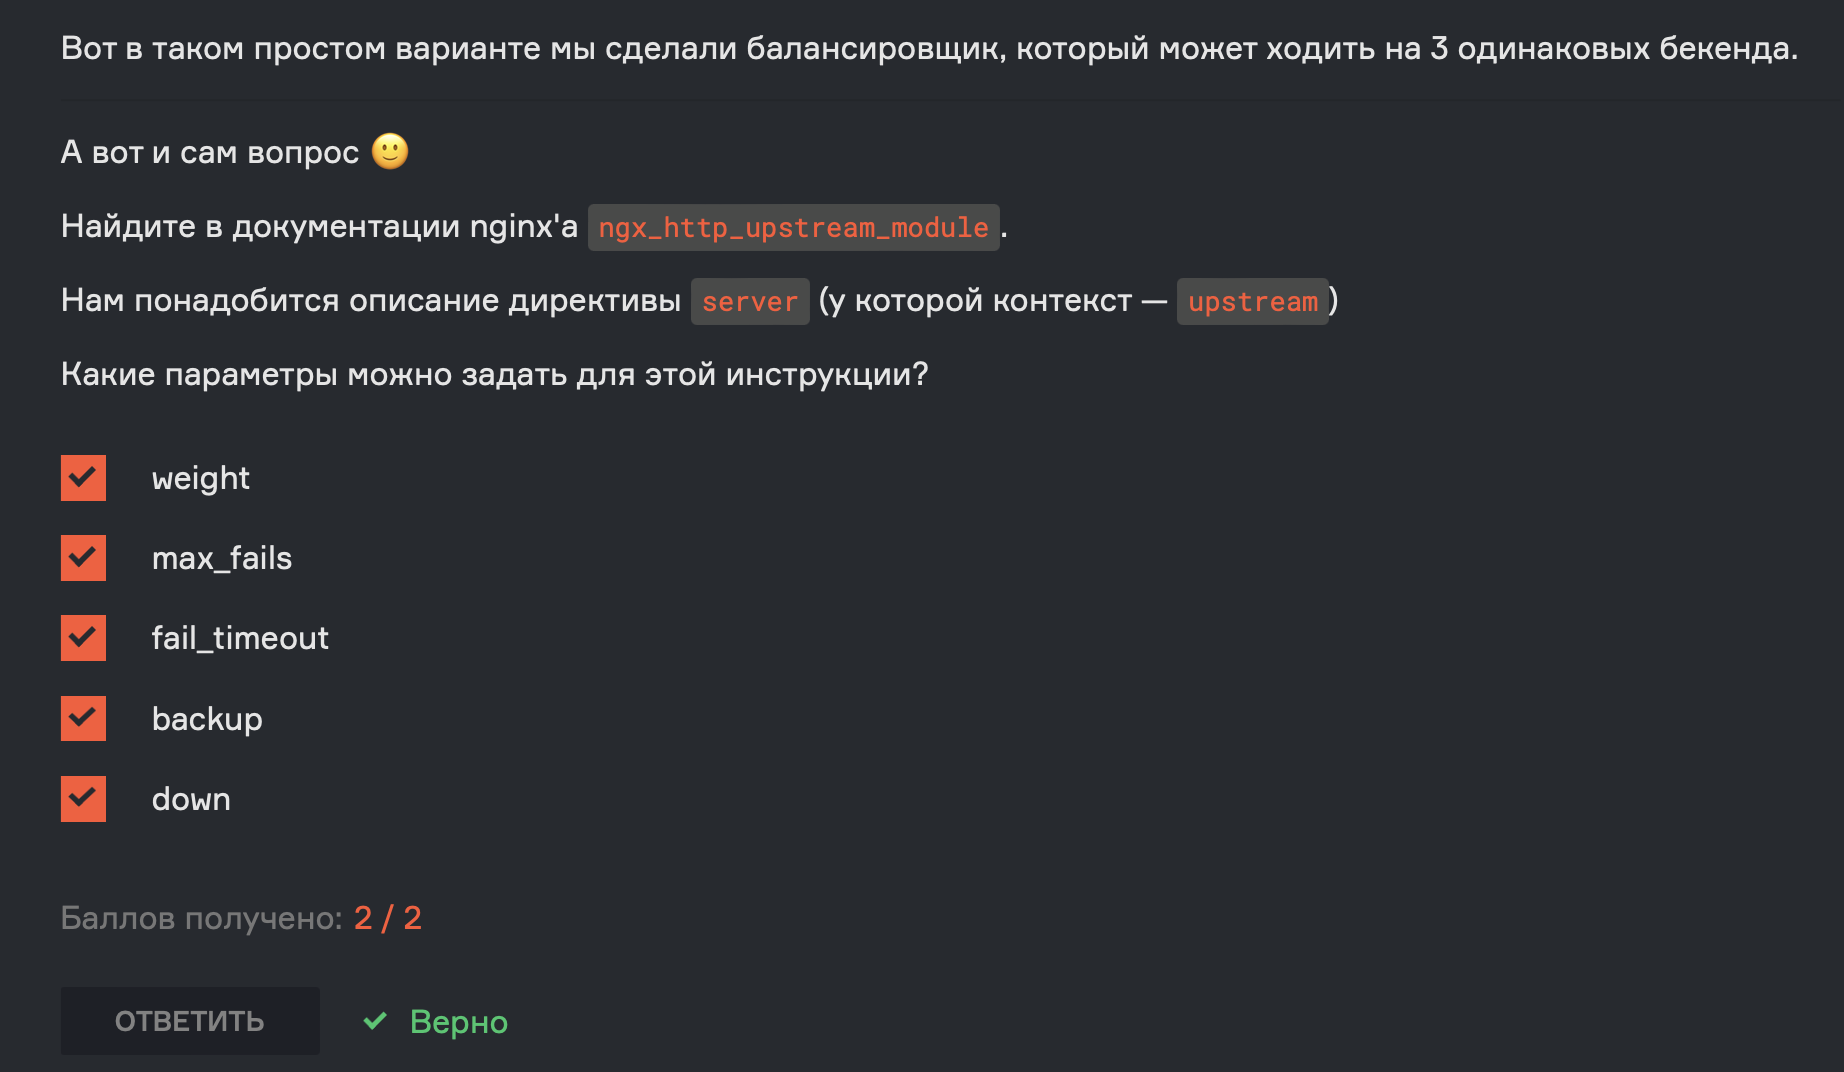 Вот в таком простом варианте мы сделали балансировщик, который может ходить на 3 одинаковых бекенда.
А вот и сам вопрос 🙂
Найдите в документации nginx'а ngx_http_upstream_module.
Нам понадобится описание директивы server (у которой контекст — upstream)
Какие параметры можно задать для этой инструкции?
weight
max_fails
fail_timeout
backup
down
Баллов получено: 2 / 2
ОТВЕТИТЬ Верно